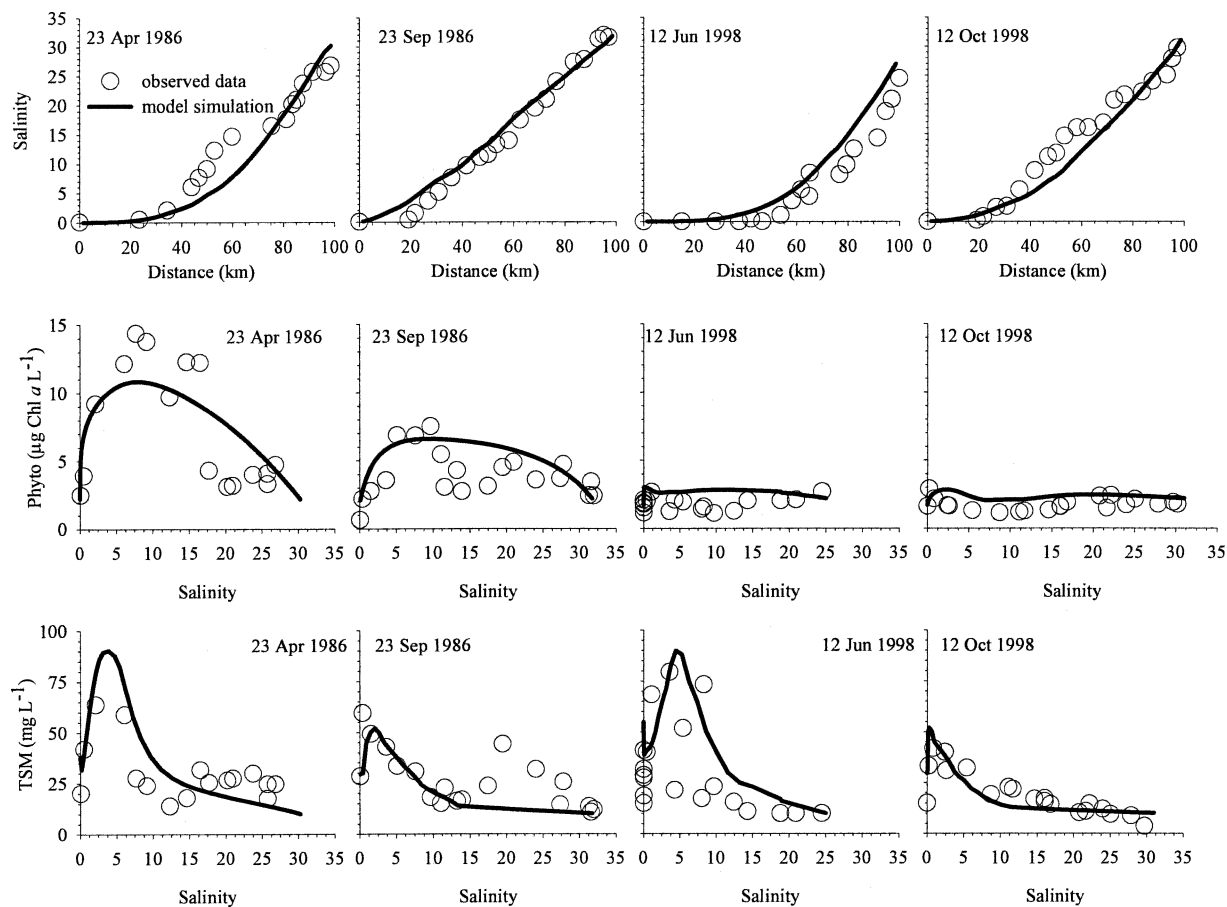 35
30
25
20
15
10
5
0
Salinity
23 Apr 1986
observed data
model simulation
23 Sep 1986
12 Jun 1998
12 Oct 1998
0 20 40 60 80 100
0 20 40 60 80 100
0 20 40 60 80 100
0 20 40 60 80 100
Distance (km)
Distance (km)
Distance (km)
Distance (km)
15
10
5
0
Phyto (µg Chl a L⁻¹)
23 Apr 1986
23 Sep 1986
12 Jun 1998
12 Oct 1998
0 5 10 15 20 25 30 35
0 5 10 15 20 25 30 35
0 5 10 15 20 25 30 35
0 5 10 15 20 25 30 35
Salinity
Salinity
Salinity
Salinity
100
75
50
25
0
TSM (mg L⁻¹)
23 Apr 1986
23 Sep 1986
12 Jun 1998
12 Oct 1998
0 5 10 15 20 25 30 35
0 5 10 15 20 25 30 35
0 5 10 15 20 25 30 35
0 5 10 15 20 25 30 35
Salinity
Salinity
Salinity
Salinity